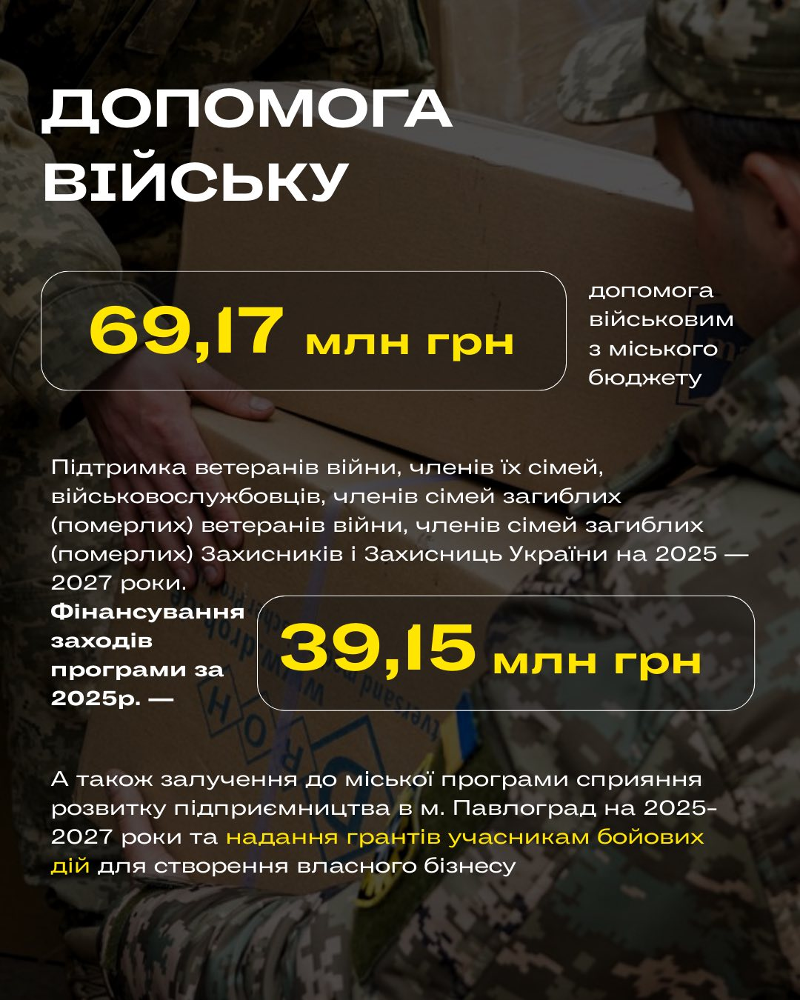 ДОПОМОГА
ВІЙСЬКУ
69,17 млн грн
допомога
військовим
з міського
бюджету
Підтримка ветеранів війни, членів їх сімей,
військовослужбовців, членів сімей загиблих
(померлих) ветеранів війни, членів сімей загиблих
(померлих) Захисників і Захисниць України на 2025 —
2027 роки.
Фінансування
заходів
програми за
2025р. —
39,15 млн грн
А також залучення до міської програми сприяння
розвитку підприємництва в м. Павлоград на 2025-
2027 роки та надання грантів учасникам бойових
дій для створення власного бізнесу